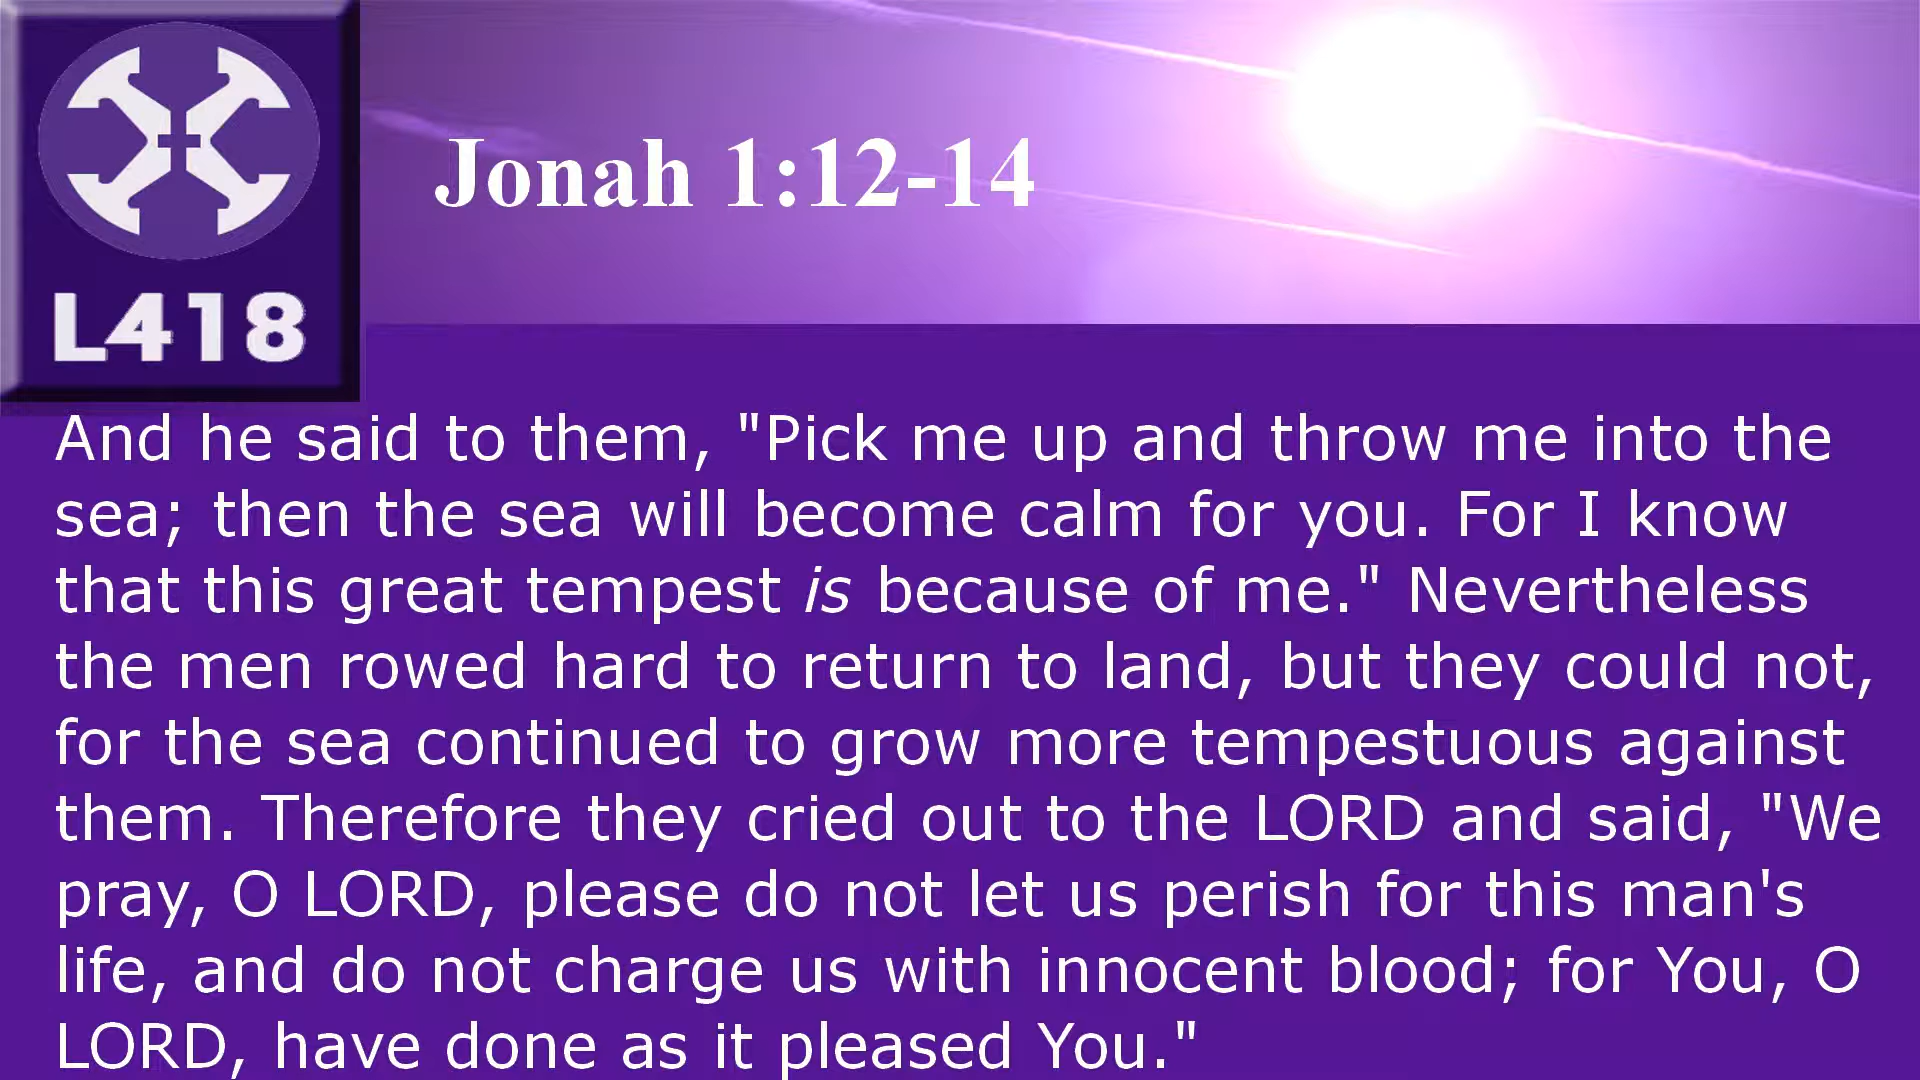 L418
Jonah 1:12-14
And he said to them, "Pick me up and throw me into the
sea; then the sea will become calm for you. For I know
that this great tempest is because of me." Nevertheless
the men rowed hard to return to land, but they could not,
for the sea continued to grow more tempestuous against
them. Therefore they cried out to the LORD and said, "We
pray, O LORD, please do not let us perish for this man's
life, and do not charge us with innocent blood; for You, O
LORD, have done as it pleased You."